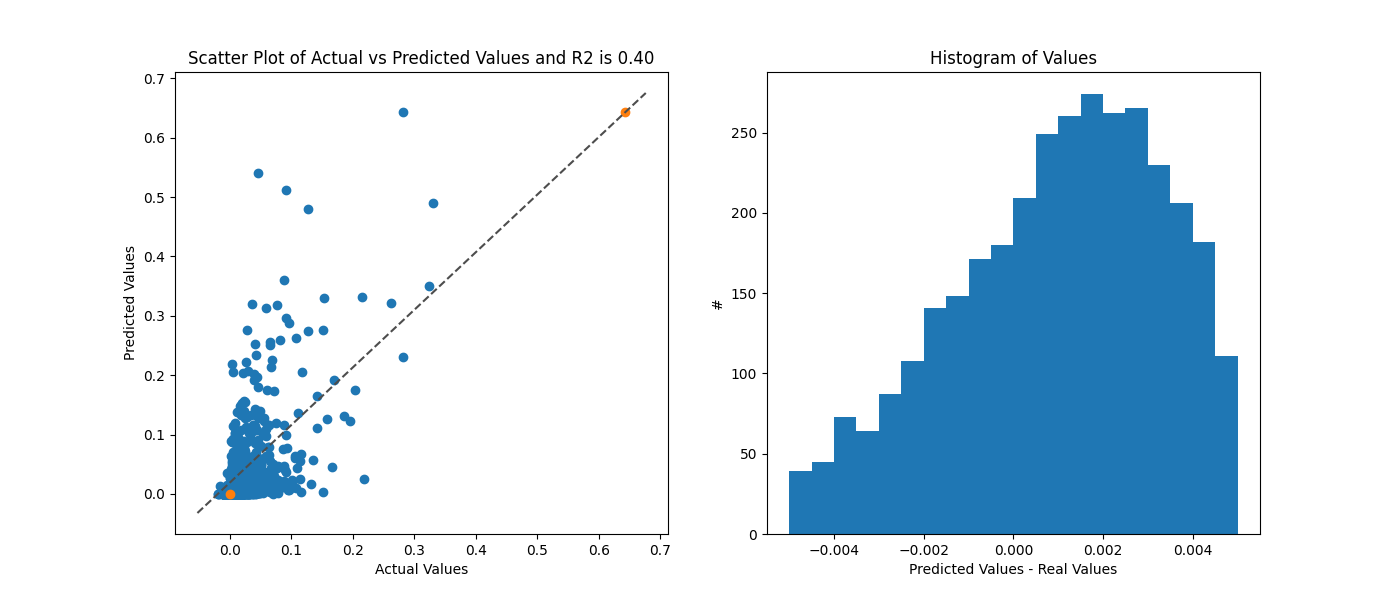 Scatter Plot of Actual vs Predicted Values and R2 is 0.40
0.7
0.6
0.5
0.4
0.3
0.2
0.1
0.0
Predicted Values
0.0 0.1 0.2 0.3 0.4 0.5 0.6 0.7
Actual Values
Histogram of Values
250
200
150
100
50
0
#
−0.004 −0.002 0.000 0.002 0.004
Predicted Values - Real Values